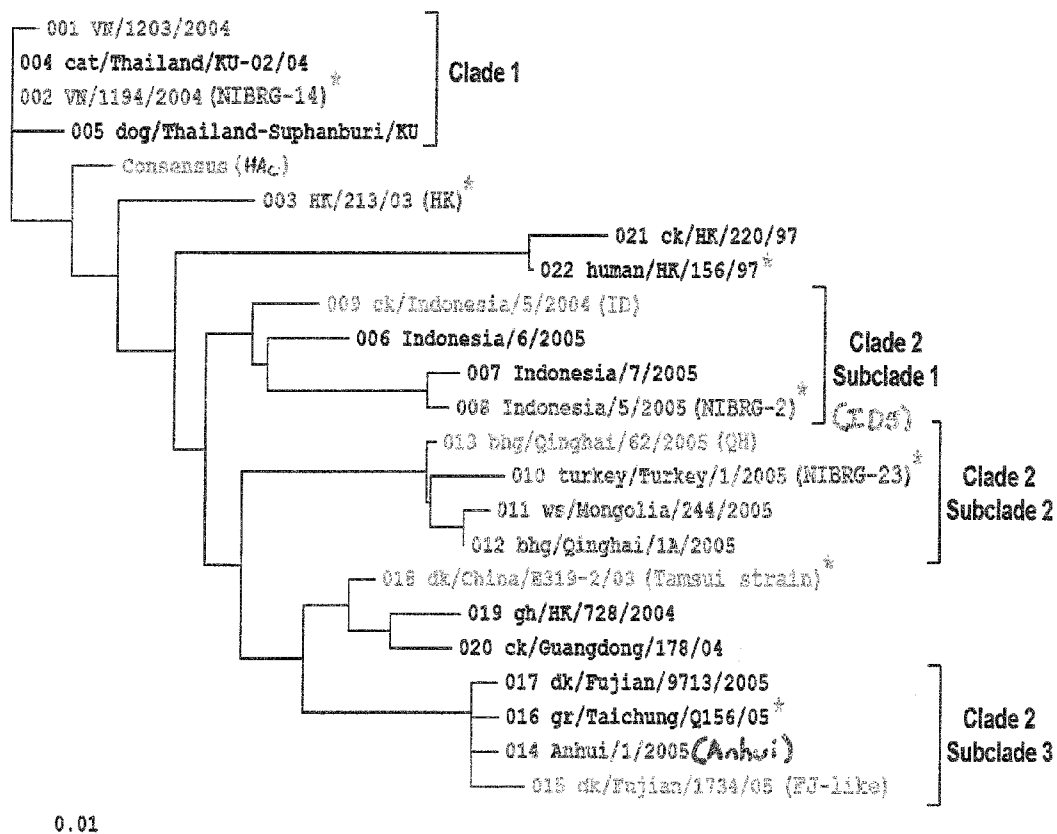 001 VN/1203/2004
004 cat/Thailand/KU-02/04
002 VN/1194/2004 (NIBRG-14)*
005 dog/Thailand-Suphanburi/KU
Clade 1
Consensus (HAc)
003 HK/213/03 (HK)*
021 ck/HK/220/97
022 human/HK/156/97*
009 ck/Indonesia/5/2004 (ID)
006 Indonesia/6/2005
007 Indonesia/7/2005
008 Indonesia/5/2005 (NIBRG-2)*
Clade 2
Subclade 1
(ID5)
013 bhg/Qinghai/62/2005 (QH)
010 turkey/Turkey/1/2005 (NIBRG-23)*
011 ws/Mongolia/244/2005
012 bhg/Qinghai/1A/2005
Clade 2
Subclade 2
018 dk/China/E319-2/03 (Tamsui strain)*
019 gh/HK/728/2004
020 ck/Guangdong/178/04
017 dk/Fujian/9713/2005
016 gr/Taichung/Q156/05*
014 Anhui/1/2005 (Anhui)
015 dk/Fujian/1734/05 (FJ-like)
Clade 2
Subclade 3
0.01